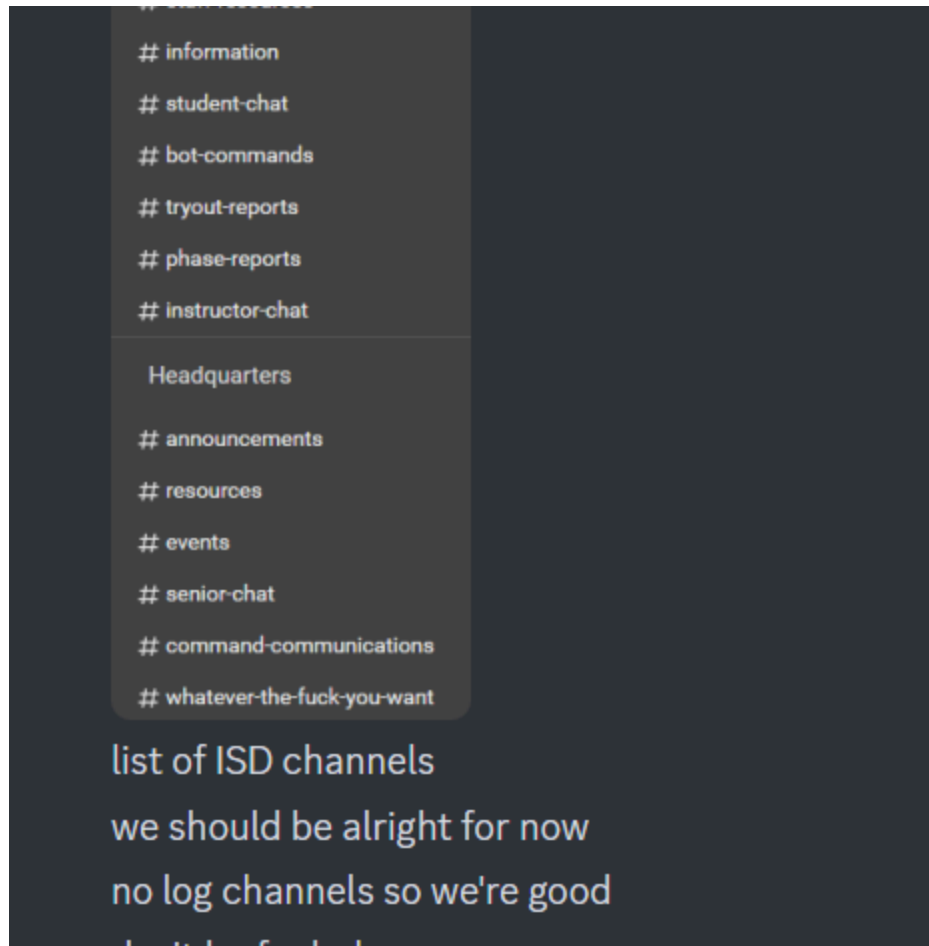 # information
# student-chat
# bot-commands
# tryout-reports
# phase-reports
# instructor-chat
Headquarters
# announcements
# resources
# events
# senior-chat
# command-communications
# whatever-the-fuck-you-want
list of ISD channels
we should be alright for now
no log channels so we're good